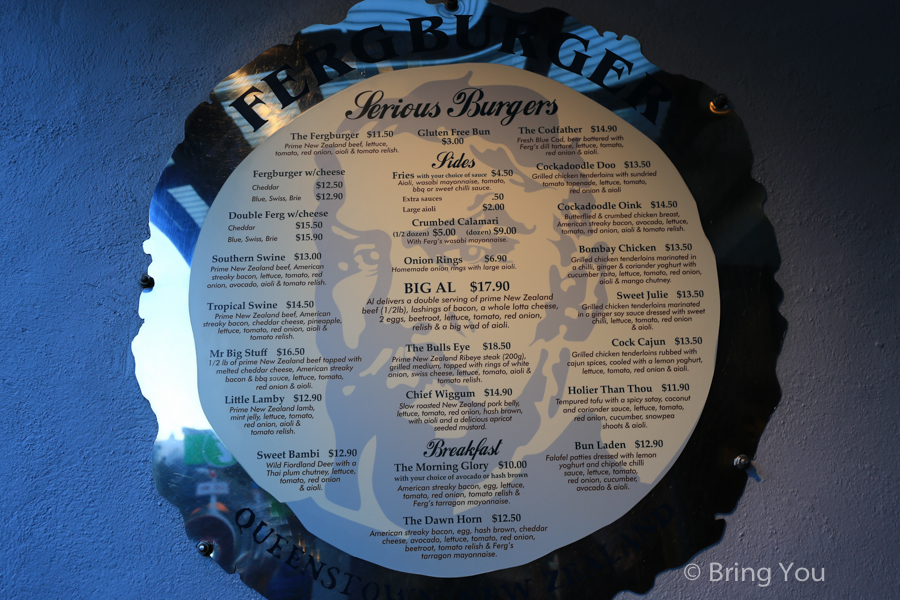 FERGBURGER
Serious Burgers
The Fergburger $11.50
Prime New Zealand beef, lettuce,
tomato, red onion, aioli & tomato relish.
Fergburger w/cheese
Cheddar $12.50
Blue, Swiss, Brie $12.90
Double Ferg w/cheese
Cheddar $15.50
Blue, Swiss, Brie $15.90
Southern Swine $13.00
Prime New Zealand beef, American
streaky bacon, lettuce, tomato, red
onion, avocado, aioli & tomato relish.
Tropical Swine $14.50
Prime New Zealand beef, American
streaky bacon, cheddar cheese, pineapple,
lettuce, tomato, red onion, aioli &
tomato relish.
Mr Big Stuff $16.50
1/2 lb of prime New Zealand beef topped with
melted cheddar cheese, American streaky
bacon & bbq sauce, lettuce, tomato,
red onion & aioli.
Little Lamby $12.90
Prime New Zealand lamb,
mint jelly, lettuce, tomato,
red onion, aioli &
tomato relish.
Sweet Bambi $12.90
Wild Fiordland Deer with a
Thai plum chutney, lettuce,
tomato, red onion
& aioli.
Gluten Free Bun
$3.00
Sides
Fries with your choice of sauce $4.50
Aioli, wasabi mayonnaise, tomato,
bbq or sweet chilli sauce.
Extra sauces .50
Large aioli $2.00
Crumbed Calamari
(1/2 dozen) $5.00 (dozen) $9.00
With Ferg's wasabi mayonnaise.
Onion Rings $6.90
Homemade onion rings with large aioli.
BIG AL $17.90
Al delivers a double serving of prime New Zealand
beef (1/2lb), lashings of bacon, a whole lotta cheese,
2 eggs, beetroot, lettuce, tomato, red onion,
relish & a big wad of aioli.
The Bulls Eye $18.50
Prime New Zealand Ribeye steak (200g),
grilled medium, topped with rings of white
onion, swiss cheese, lettuce, tomato, aioli &
tomato relish.
Chief Wiggum $14.90
Slow roasted New Zealand pork belly,
lettuce, tomato, red onion, hash brown,
with aioli and a delicious apricot
seeded mustard.
Breakfast
The Morning Glory $10.00
with your choice of avocado or hash brown
American streaky bacon, egg, lettuce,
tomato, red onion, tomato relish &
Ferg's tarragon mayonnaise.
The Dawn Horn $12.50
American streaky bacon, egg, hash brown, cheddar
cheese, avocado, lettuce, tomato, red onion,
beetroot, tomato relish & Ferg's
tarragon mayonnaise.
The Codfather $14.90
Fresh Blue Cod, beer battered with
Ferg's dill tartare, lettuce, tomato,
red onion & aioli.
Cockadoodle Doo $13.50
Grilled chicken tenderloins with sundried
tomato tapenade, lettuce, tomato,
red onion & aioli
Cockadoodle Oink $14.50
Butterflied & crumbed chicken breast,
American streaky bacon, avocado, lettuce,
tomato, red onion, aioli & tomato relish.
Bombay Chicken $13.50
Grilled chicken tenderloins marinated in
a chilli, ginger & coriander yoghurt with
cucumber raita, lettuce, tomato, red onion,
aioli & mango chutney.
Sweet Julie $13.50
Grilled chicken tenderloins marinated
in a ginger soy sauce dressed with sweet
chilli, lettuce, tomato, red onion
& aioli.
Cock Cajun $13.50
Grilled chicken tenderloins rubbed with
cajun spices, cooled with a lemon yoghurt,
lettuce, tomato, red onion & aioli.
Holier Than Thou $11.90
Tempured tofu with a spicy satay, coconut
and coriander sauce, lettuce, tomato,
red onion, cucumber, snowpea
shoots & aioli.
Bun Laden $12.90
Falafel patties dressed with lemon
yoghurt and chipotle chilli
sauce, lettuce, tomato,
red onion, cucumber,
avocado & aioli.
QUEENSTOWN NEW ZEALAND
© Bring You